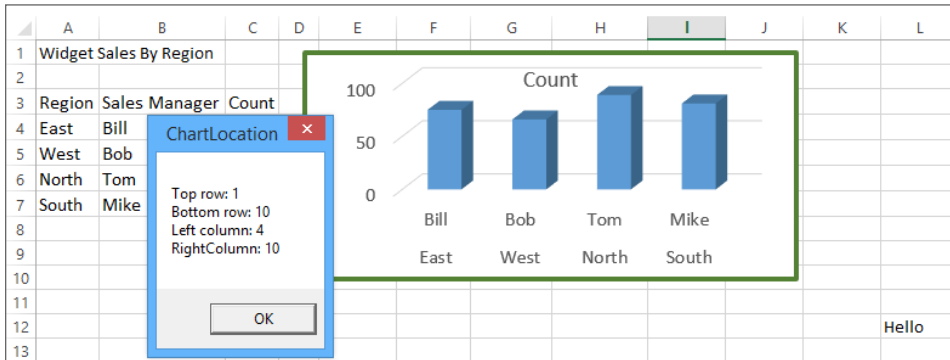 A B C D E F G H I J K L
1 Widget Sales By Region
2
3 Region Sales Manager Count
4 East Bill
5 West Bob
6 North Tom
7 South Mike
8
9
10
11
12 Hello
13
Count
100
50
0
Bill Bob Tom Mike
East West North South
ChartLocation
Top row: 1
Bottom row: 10
Left column: 4
RightColumn: 10
OK